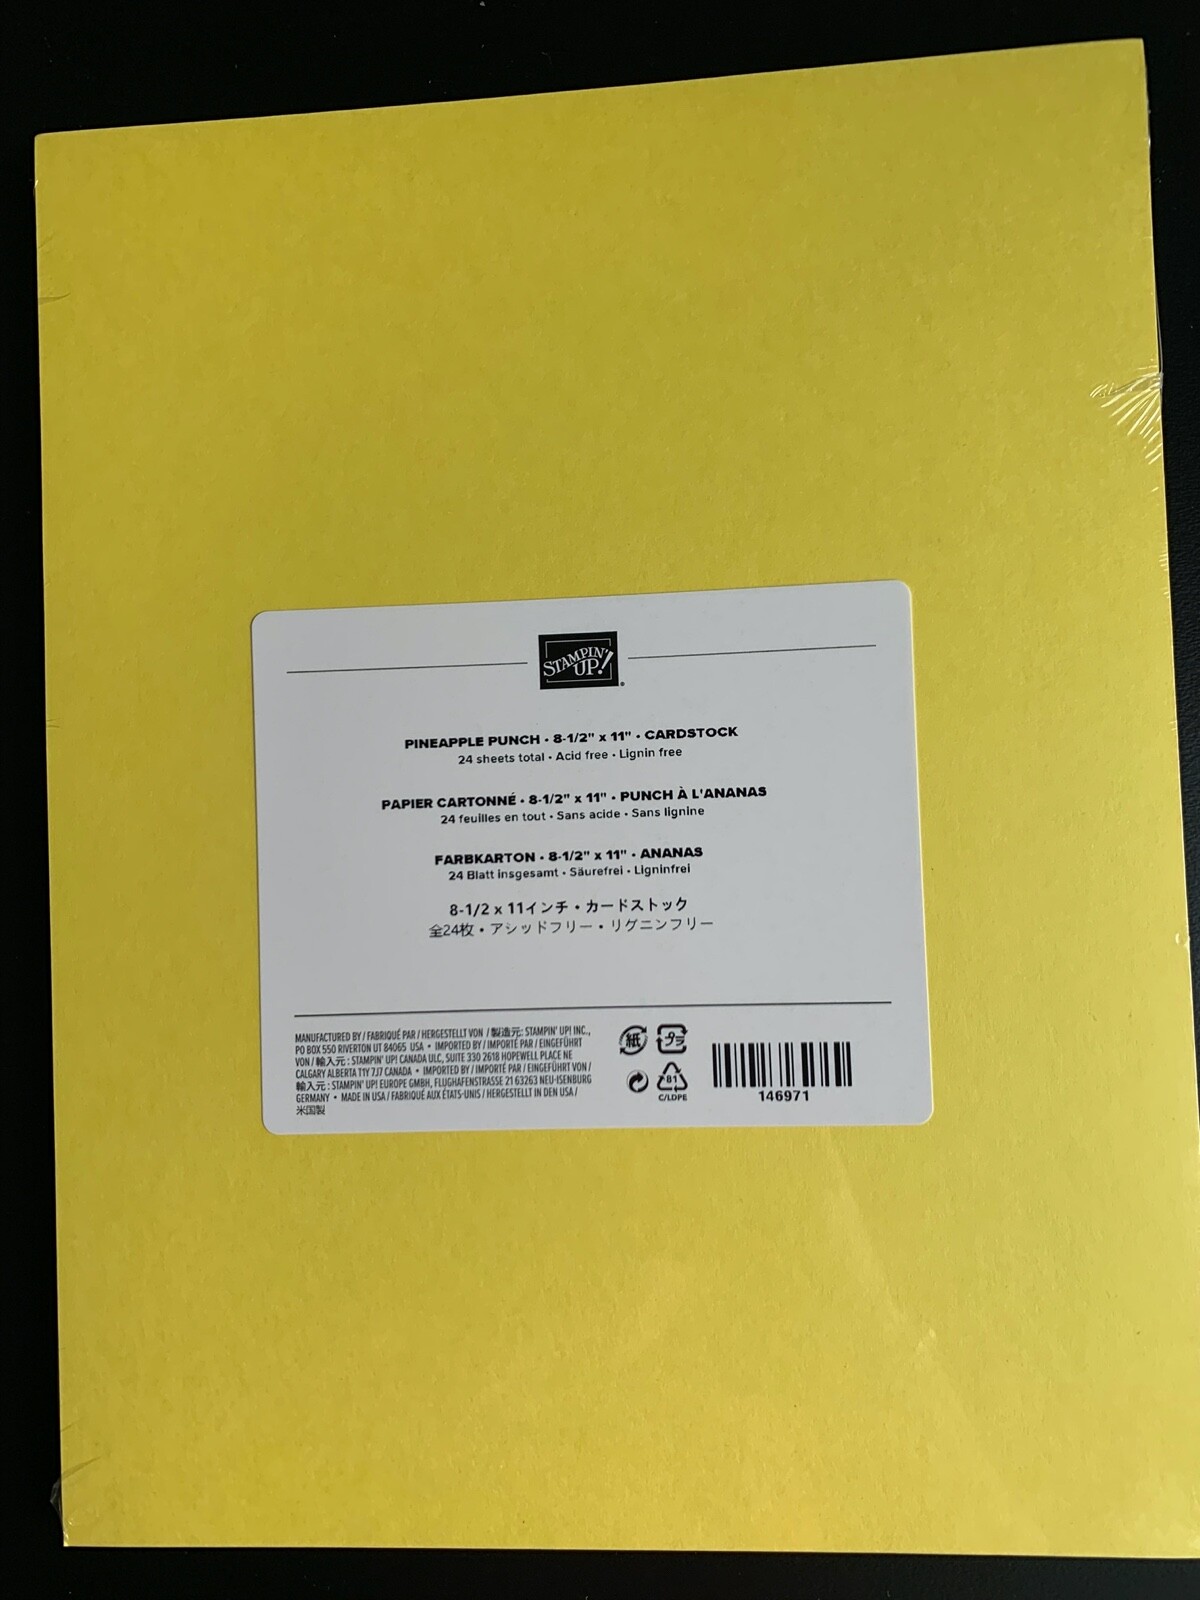 STAMPIN'
UP!
PINEAPPLE PUNCH • 8-1/2" x 11" • CARDSTOCK
24 sheets total • Acid free • Lignin free
PAPIER CARTONNÉ • 8-1/2" x 11" • PUNCH À L'ANANAS
24 feuilles en tout • Sans acide • Sans lignine
FARBKARTON • 8-1/2" x 11" • ANANAS
24 Blatt insgesamt • Säurefrei • Ligninfrei
8-1/2 x 11インチ・カードストック
全24枚・アシッドフリー・リグニンフリー
MANUFACTURED BY / FABRIQUÉ PAR / HERGESTELLT VON / 製造元: STAMPIN' UP! INC.,
PO BOX 550 RIVERTON UT 84065 USA • IMPORTED BY / IMPORTÉ PAR / EINGEFÜHRT
VON / 輸入元 : STAMPIN' UP! CANADA ULC, SUITE 330 2618 HOPEWELL PLACE NE
CALGARY ALBERTA T1Y 7J7 CANADA • IMPORTED BY / IMPORTÉ PAR / EINGEFÜHRT VON /
輸入元 : STAMPIN' UP! EUROPE GMBH, FLUGHAFENSTRASSE 21 63263 NEU-ISENBURG
GERMANY • MADE IN USA / FABRIQUÉ AUX ÉTATS-UNIS / HERGESTELLT IN DEN USA /
米国製
紙
プラ
81
C/LDPE
146971